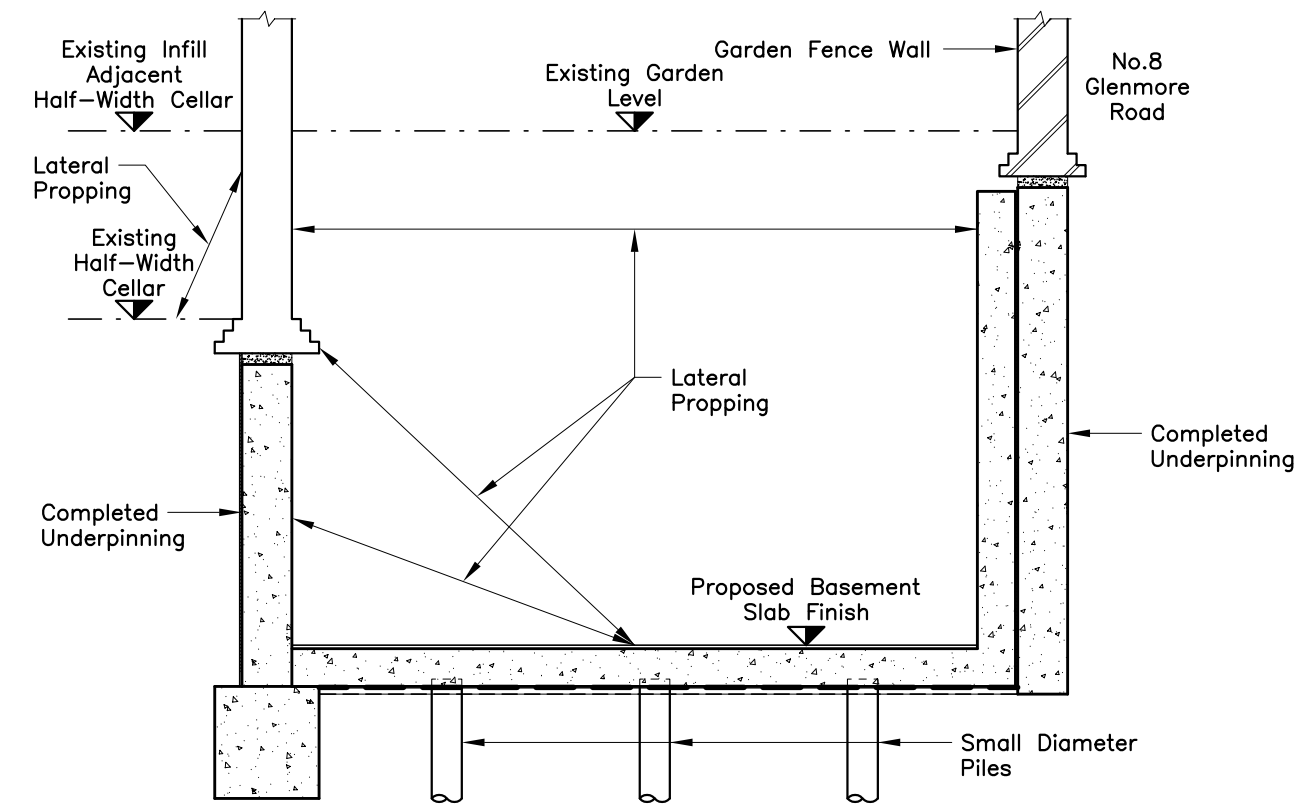 Existing Infill
Adjacent
Half-Width Cellar
Existing Garden
Level
Garden Fence Wall
No.8
Glenmore
Road
Lateral
Propping
Existing
Half-Width
Cellar
Lateral
Propping
Completed
Underpinning
Completed
Underpinning
Proposed Basement
Slab Finish
Small Diameter
Piles